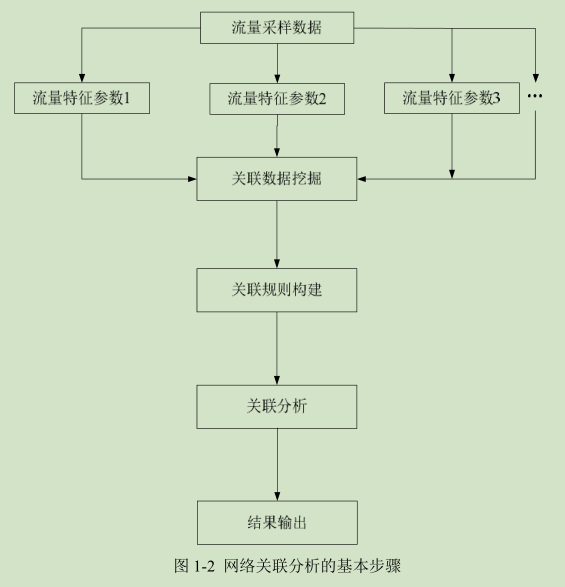 流量采样数据
流量特征参数1
流量特征参数2
流量特征参数3
...
关联数据挖掘
关联规则构建
关联分析
结果输出
图 1-2 网络关联分析的基本步骤